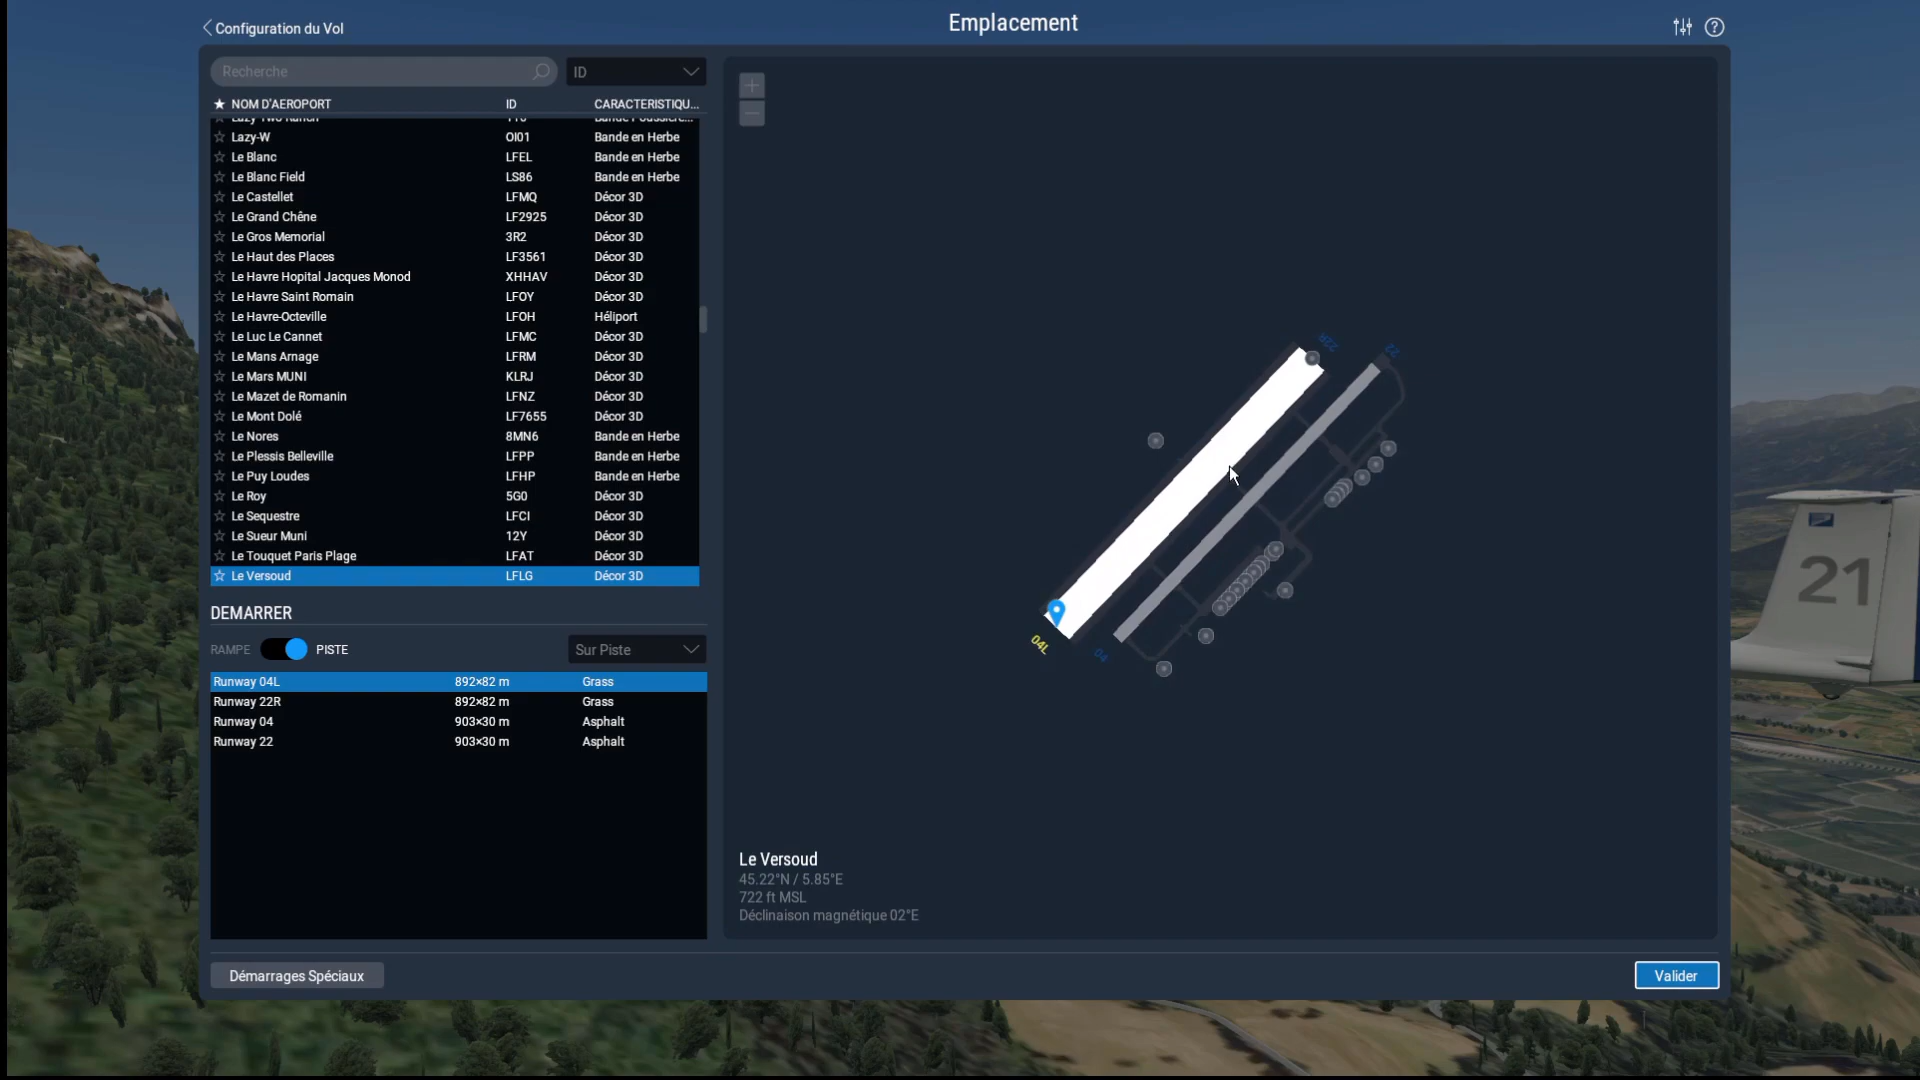 Configuration du Vol
Emplacement
Recherche
ID
★ NOM D'AEROPORT ID CARACTERISTIQU...
Lazy-W OI01 Bande en Herbe
Le Blanc LFEL Bande en Herbe
Le Blanc Field LS86 Bande en Herbe
Le Castellet LFMQ Décor 3D
Le Grand Chêne LF2925 Décor 3D
Le Gros Memorial 3R2 Décor 3D
Le Haut des Places LF3561 Décor 3D
Le Havre Hopital Jacques Monod XHHAV Décor 3D
Le Havre Saint Romain LFOY Décor 3D
Le Havre-Octeville LFOH Héliport
Le Luc Le Cannet LFMC Décor 3D
Le Mans Arnage LFRM Décor 3D
Le Mars MUNI KLRJ Décor 3D
Le Mazet de Romanin LFNZ Décor 3D
Le Mont Dolé LF7655 Décor 3D
Le Nores 8MN6 Bande en Herbe
Le Plessis Belleville LFPP Bande en Herbe
Le Puy Loudes LFHP Bande en Herbe
Le Roy 5G0 Décor 3D
Le Sequestre LFCI Décor 3D
Le Sueur Muni 12Y Décor 3D
Le Touquet Paris Plage LFAT Décor 3D
Le Versoud LFLG Décor 3D
DEMARRER
RAMPE PISTE Sur Piste
Runway 04L 892×82 m Grass
Runway 22R 892×82 m Grass
Runway 04 903×30 m Asphalt
Runway 22 903×30 m Asphalt
22R
22
04L
04
Le Versoud
45.22°N / 5.85°E
722 ft MSL
Déclinaison magnétique 02°E
Démarrages Spéciaux
Valider
21